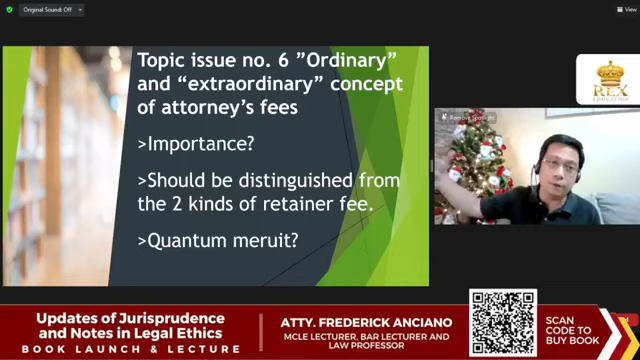 Original Sound: Off
View
Topic issue no. 6 ”Ordinary”
and “extraordinary” concept
of attorney’s fees
>Importance?
>Should be distinguished from
the 2 kinds of retainer fee.
>Quantum meruit?
REX
EDUCATION
Remove Spotlight
Updates of Jurisprudence
and Notes in Legal Ethics
BOOK LAUNCH & LECTURE
ATTY. FREDERICK ANCIANO
MCLE LECTURER, BAR LECTURER AND
LAW PROFESSOR
SCAN
CODE TO
BUY BOOK